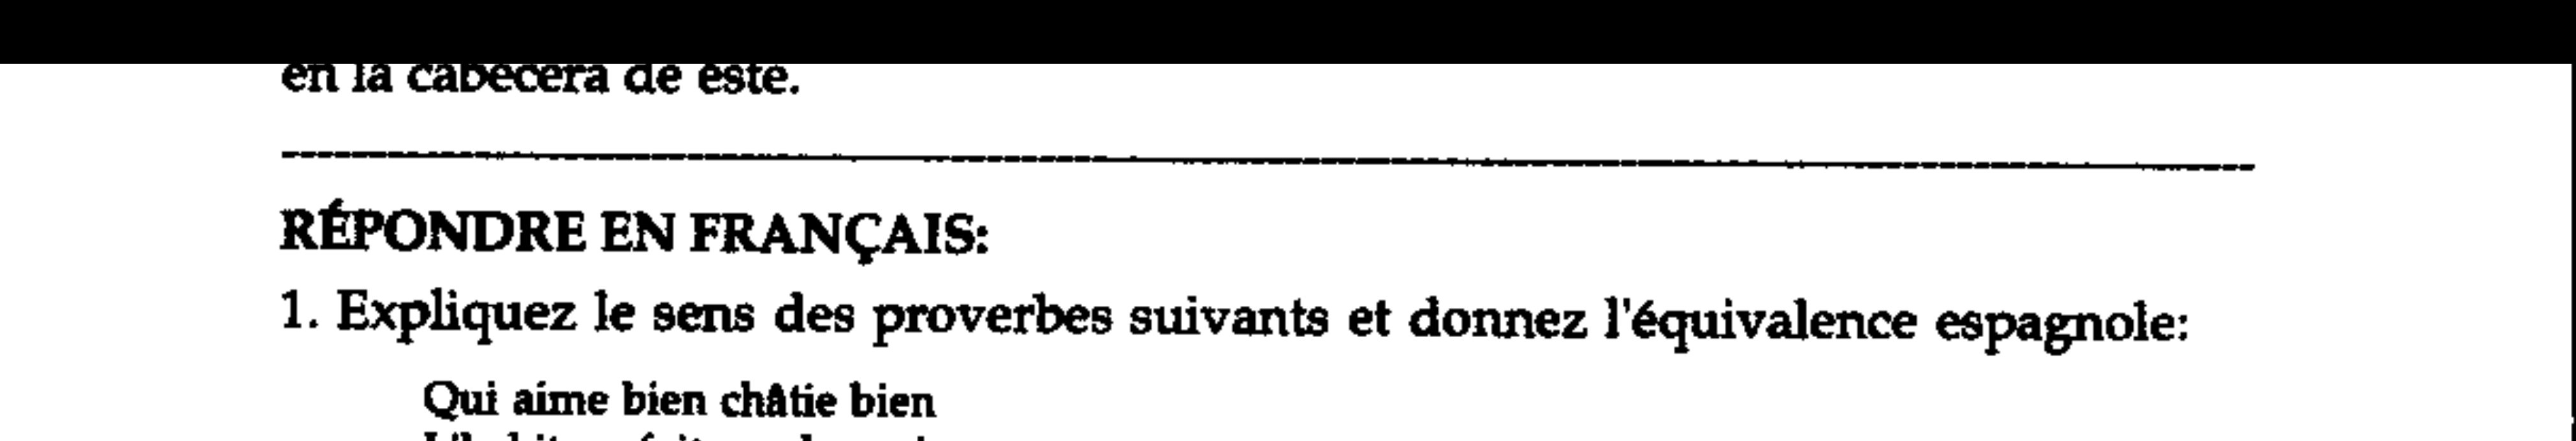 en la cabecera de este.
RÉPONDRE EN FRANÇAIS:
1. Expliquez le sens des proverbes suivants et donnez l'équivalence espagnole:
Qui aime bien châtie bien